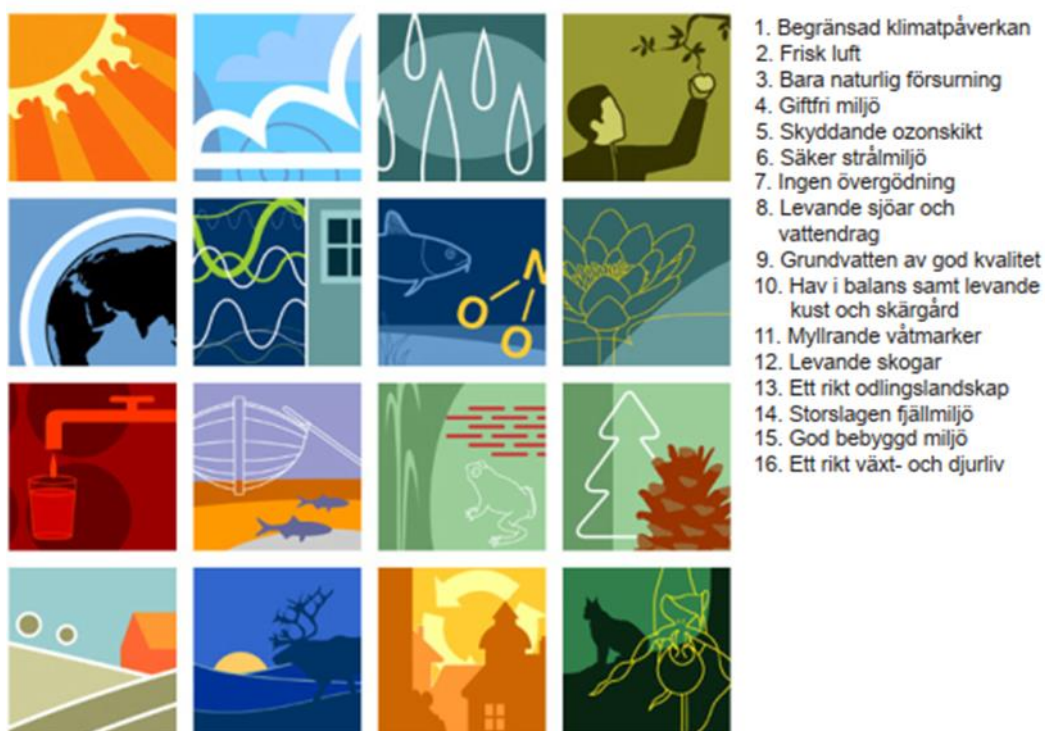 1. Begränsad klimatpåverkan
2. Frisk luft
3. Bara naturlig försurning
4. Giftfri miljö
5. Skyddande ozonskikt
6. Säker strålmiljö
7. Ingen övergödning
8. Levande sjöar och
vattendrag
9. Grundvatten av god kvalitet
10. Hav i balans samt levande
kust och skärgård
11. Myllrande våtmarker
12. Levande skogar
13. Ett rikt odlingslandskap
14. Storslagen fjällmiljö
15. God bebyggd miljö
16. Ett rikt växt- och djurliv
N
O
O